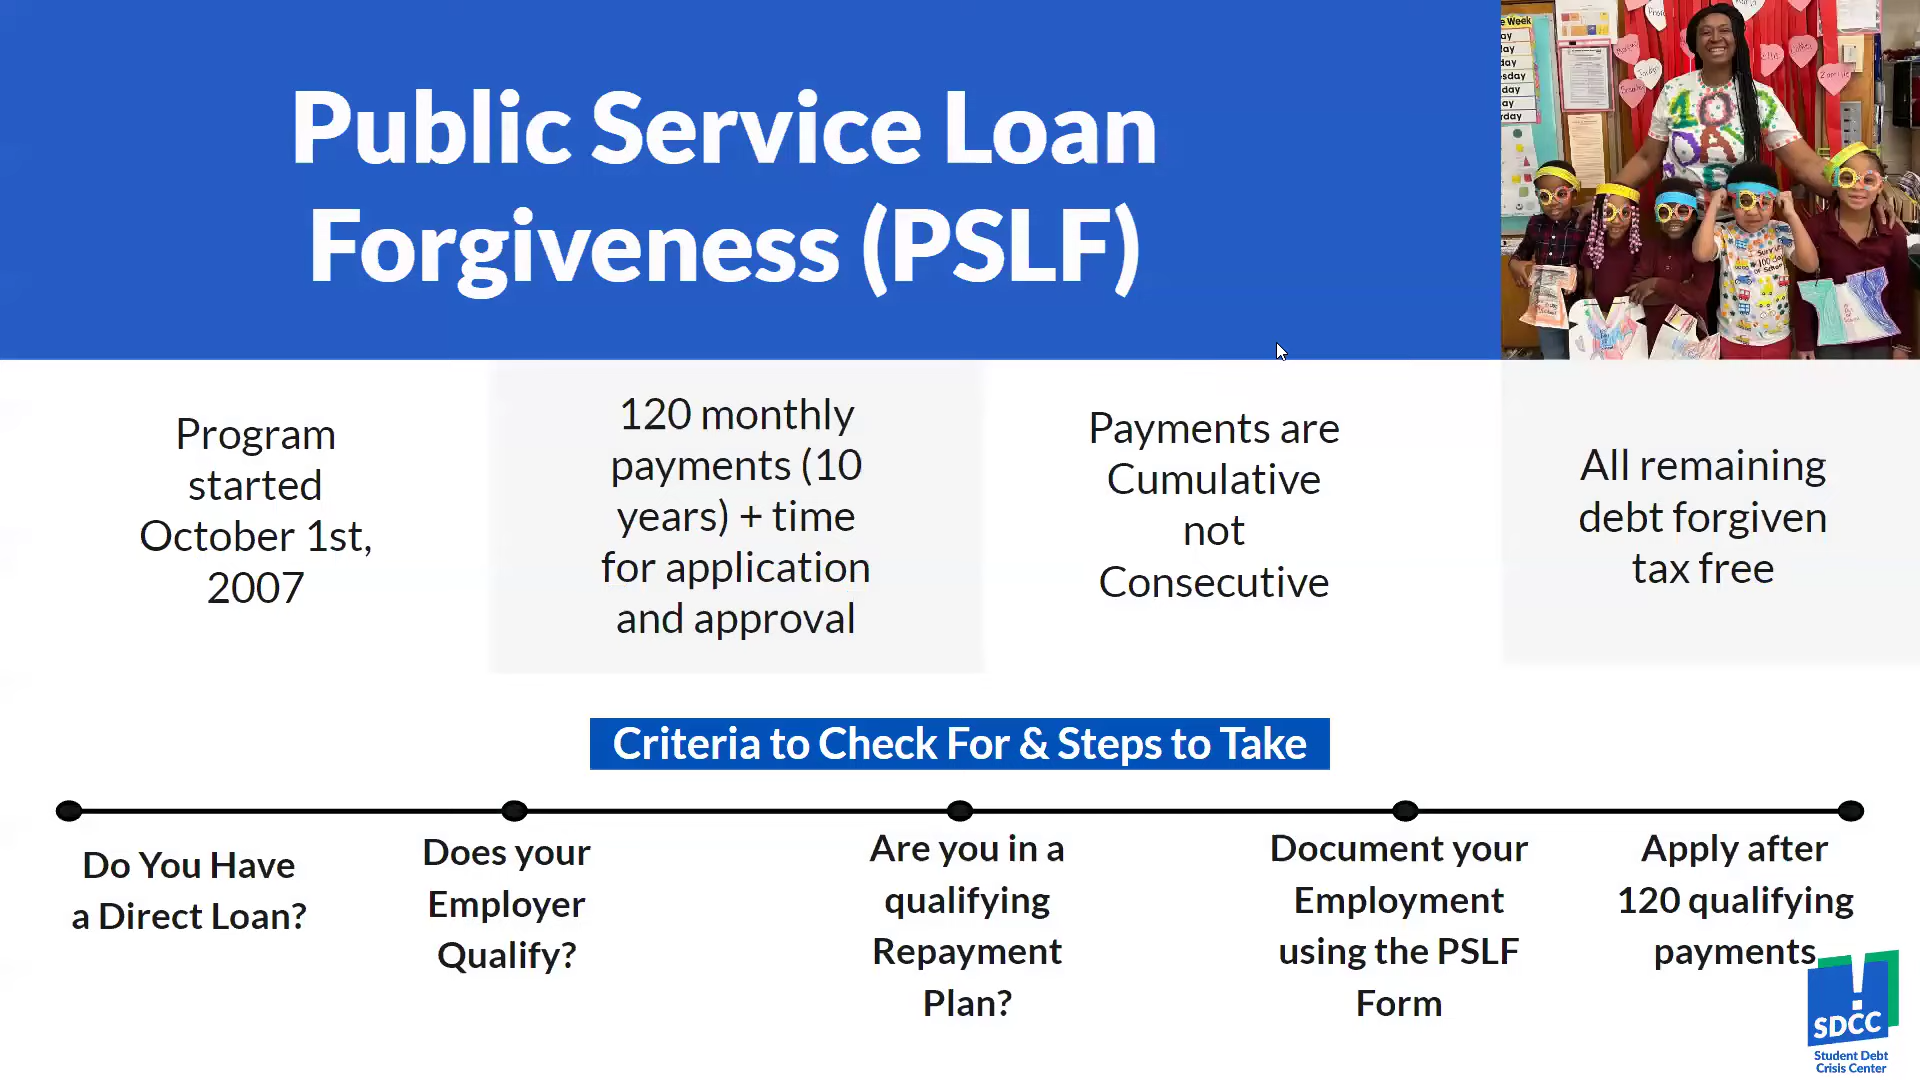 Public Service Loan
Forgiveness (PSLF)
Program
started
October 1st,
2007
120 monthly
payments (10
years) + time
for application
and approval
Payments are
Cumulative
not
Consecutive
All remaining
debt forgiven
tax free
Criteria to Check For & Steps to Take
Do You Have
a Direct Loan?
Does your
Employer
Qualify?
Are you in a
qualifying
Repayment
Plan?
Document your
Employment
using the PSLF
Form
Apply after
120 qualifying
payments
SDCC
Student Debt
Crisis Center